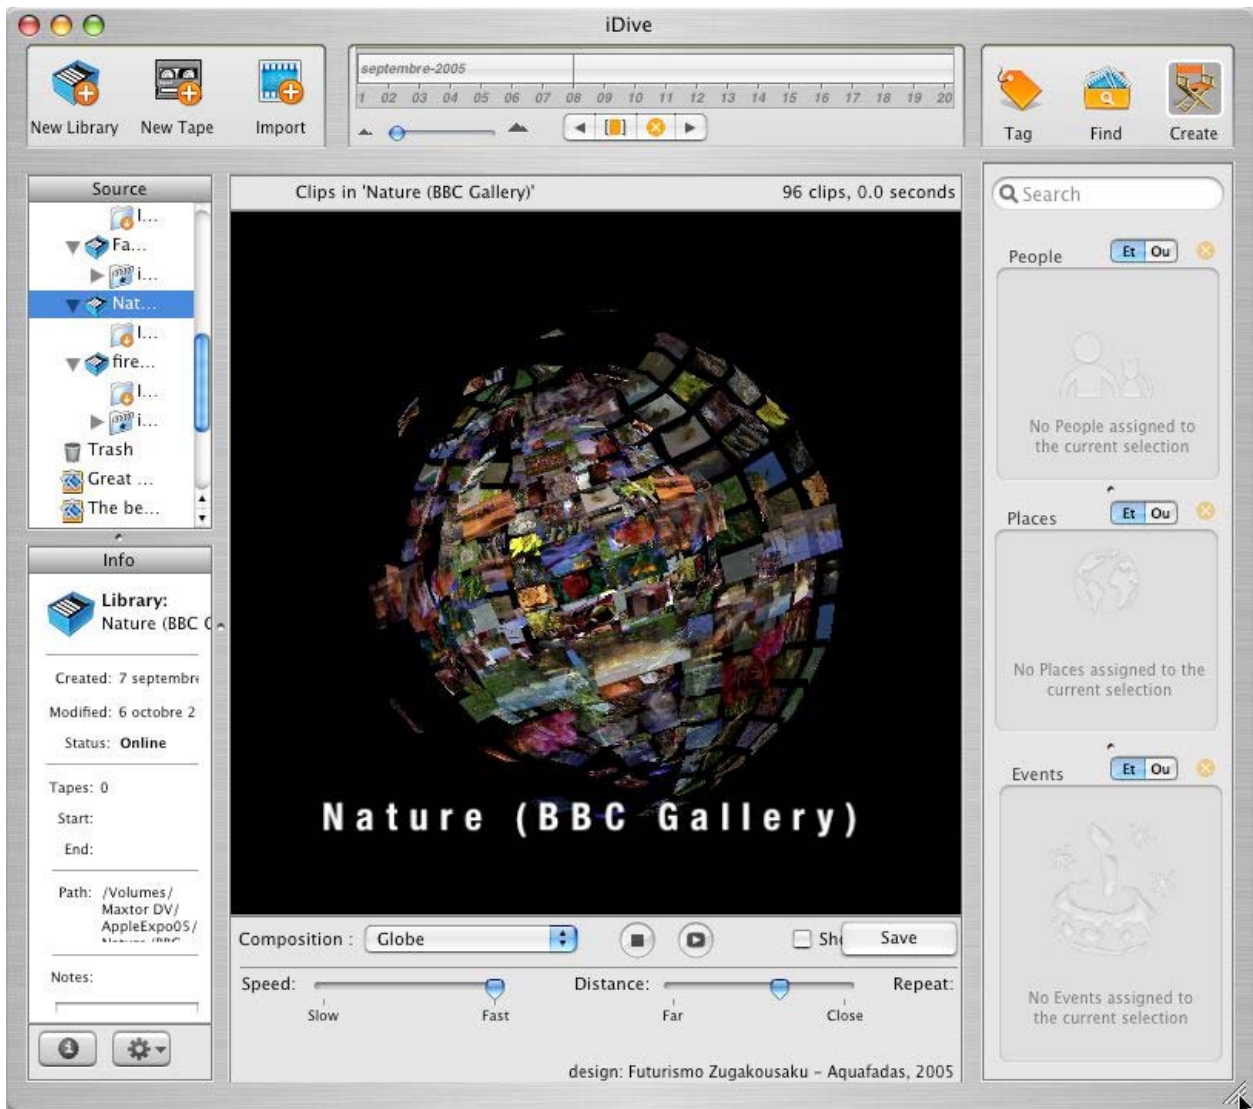 iDive
New Library New Tape Import
septembre-2005
1 02 03 04 05 06 07 08 09 10 11 12 13 14 15 16 17 18 19 20
Tag Find Create
Source
I...
Fa...
i...
Nat...
I...
fire...
I...
i...
Trash
Great ...
The be...
Info
Library:
Nature (BBC
Created: 7 septembre
Modified: 6 octobre 2
Status: Online
Tapes: 0
Start:
End:
Path: /Volumes/
Maxtor DV/
AppleExpo05/
Notes:
Clips in 'Nature (BBC Gallery)' 96 clips, 0.0 seconds
Nature (BBC Gallery)
Composition : Globe Save
Speed: Slow Fast Distance: Far Close Repeat:
design: Futurismo Zugakousaku – Aquafadas, 2005
Search
People Et Ou
No People assigned to
the current selection
Places Et Ou
No Places assigned to the
current selection
Events Et Ou
No Events assigned to
the current selection